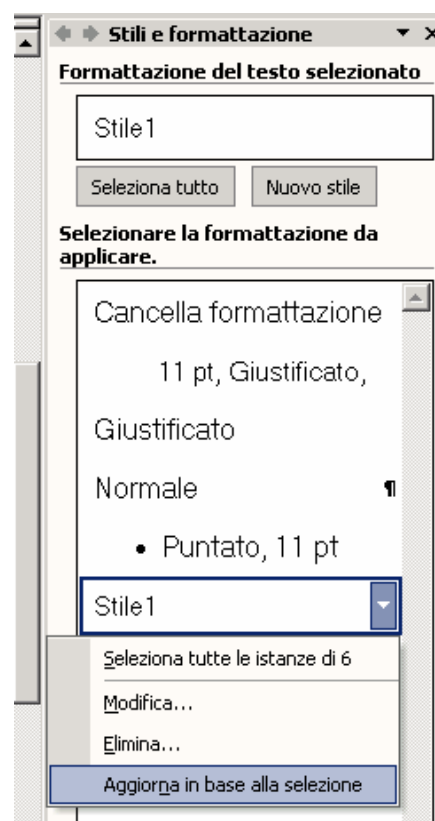 Stili e formattazione
Formattazione del testo selezionato
Stile1
Seleziona tutto Nuovo stile
Selezionare la formattazione da
applicare.
Cancella formattazione
11 pt, Giustificato,
Giustificato
Normale ¶
• Puntato, 11 pt
Stile1
Seleziona tutte le istanze di 6
Modifica...
Elimina...
Aggiorna in base alla selezione